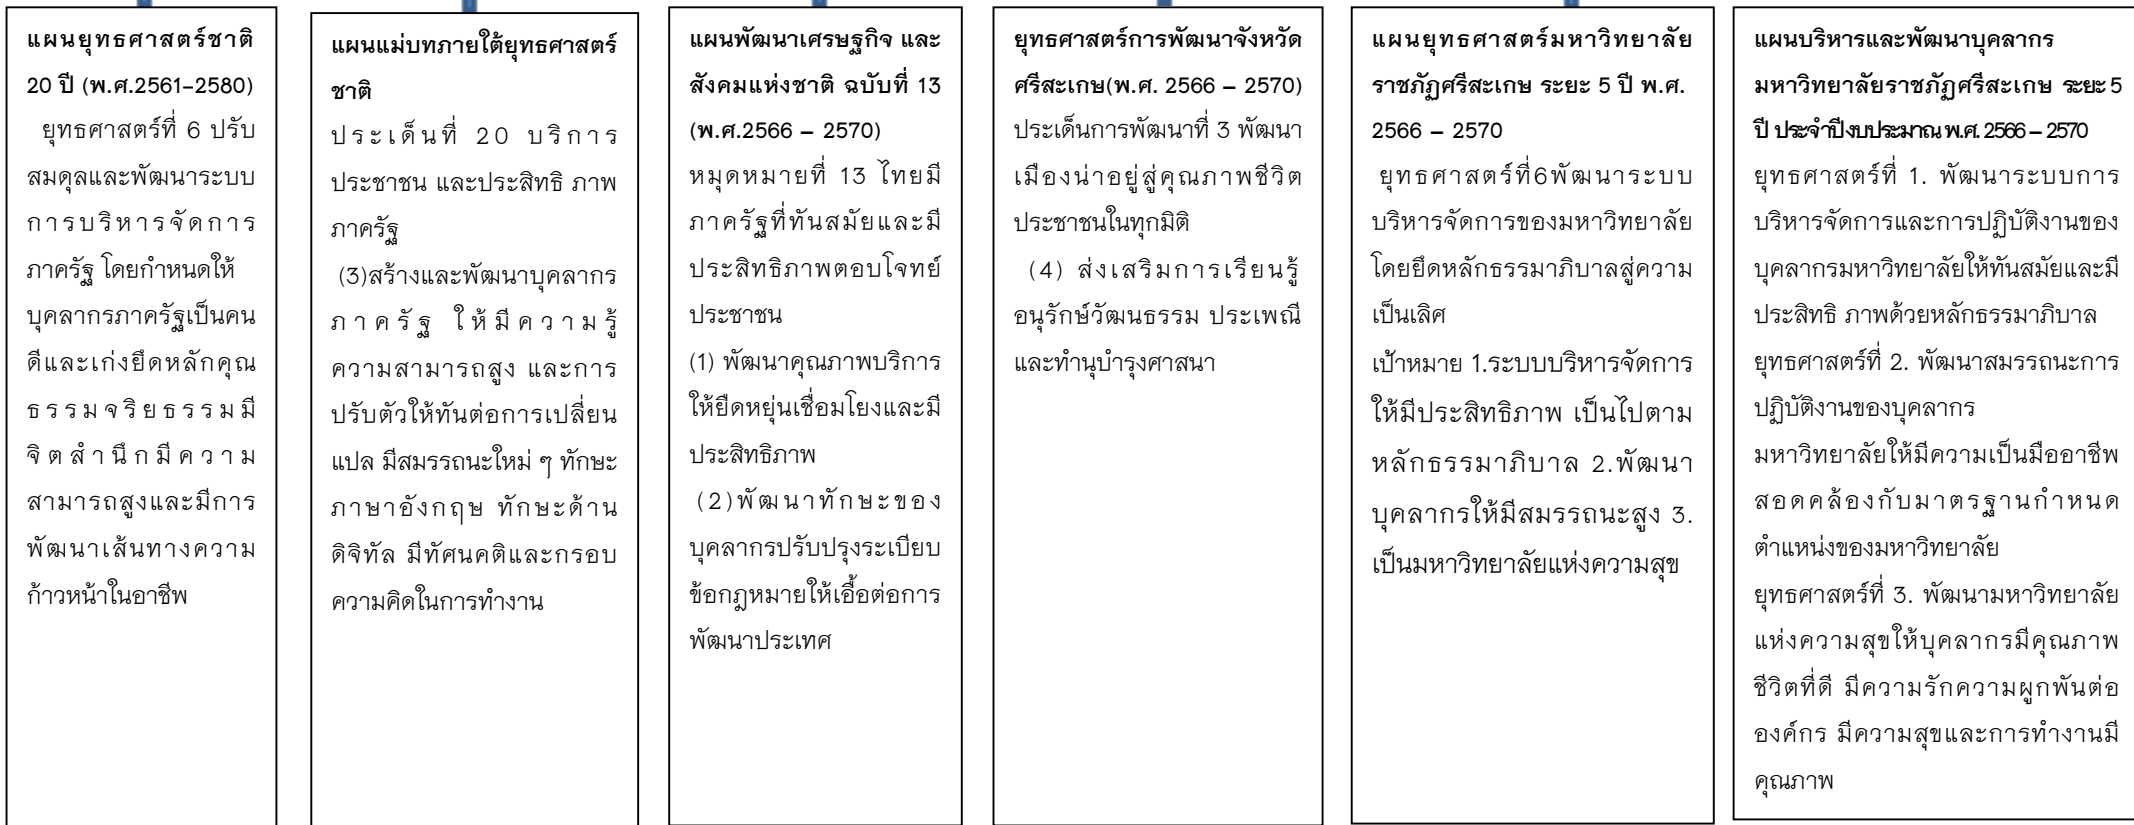 แผนยุทธศาสตร์ชาติ
20 ปี (พ.ศ.2561-2580)
ยุทธศาสตร์ที่ 6 ปรับ
สมดุลและพัฒนาระบบ
การบริหารจัดการ
ภาครัฐ โดยกำหนดให้
บุคลากรภาครัฐเป็นคน
ดีและเก่งยึดหลักคุณ
ธรรมจริยธรรมมี
จิตสำนึกมีความ
สามารถสูงและมีการ
พัฒนาเส้นทางความ
ก้าวหน้าในอาชีพ
แผนแม่บทภายใต้ยุทธศาสตร์
ชาติ
ประเด็นที่ 20 บริการ
ประชาชน และประสิทธิ ภาพ
ภาครัฐ
(3)สร้างและพัฒนาบุคลากร
ภาครัฐ ให้มีความรู้
ความสามารถสูง และการ
ปรับตัวให้ทันต่อการเปลี่ยน
แปล มีสมรรถนะใหม่ ๆ ทักษะ
ภาษาอังกฤษ ทักษะด้าน
ดิจิทัล มีทัศนคติและกรอบ
ความคิดในการทำงาน
แผนพัฒนาเศรษฐกิจ และ
สังคมแห่งชาติ ฉบับที่ 13
(พ.ศ.2566 – 2570)
หมุดหมายที่ 13 ไทยมี
ภาครัฐที่ทันสมัยและมี
ประสิทธิภาพตอบโจทย์
ประชาชน
(1) พัฒนาคุณภาพบริการ
ให้ยืดหยุ่นเชื่อมโยงและมี
ประสิทธิภาพ
(2)พัฒนาทักษะของ
บุคลากรปรับปรุงระเบียบ
ข้อกฎหมายให้เอื้อต่อการ
พัฒนาประเทศ
ยุทธศาสตร์การพัฒนาจังหวัด
ศรีสะเกษ(พ.ศ. 2566 – 2570)
ประเด็นการพัฒนาที่ 3 พัฒนา
เมืองน่าอยู่สู่คุณภาพชีวิต
ประชาชนในทุกมิติ
(4) ส่งเสริมการเรียนรู้
อนุรักษ์วัฒนธรรม ประเพณี
และทำนุบำรุงศาสนา
แผนยุทธศาสตร์มหาวิทยาลัย
ราชภัฏศรีสะเกษ ระยะ 5 ปี พ.ศ.
2566 – 2570
ยุทธศาสตร์ที่6พัฒนาระบบ
บริหารจัดการของมหาวิทยาลัย
โดยยึดหลักธรรมาภิบาลสู่ความ
เป็นเลิศ
เป้าหมาย 1.ระบบบริหารจัดการ
ให้มีประสิทธิภาพ เป็นไปตาม
หลักธรรมาภิบาล 2.พัฒนา
บุคลากรให้มีสมรรถนะสูง 3.
เป็นมหาวิทยาลัยแห่งความสุข
แผนบริหารและพัฒนาบุคลากร
มหาวิทยาลัยราชภัฏศรีสะเกษ ระยะ 5
ปี ประจำปีงบประมาณ พ.ศ. 2566 – 2570
ยุทธศาสตร์ที่ 1. พัฒนาระบบการ
บริหารจัดการและการปฏิบัติงานของ
บุคลากรมหาวิทยาลัยให้ทันสมัยและมี
ประสิทธิ ภาพด้วยหลักธรรมาภิบาล
ยุทธศาสตร์ที่ 2. พัฒนาสมรรถนะการ
ปฏิบัติงานของบุคลากร
มหาวิทยาลัยให้มีความเป็นมืออาชีพ
สอดคล้องกับมาตรฐานกำหนด
ตำแหน่งของมหาวิทยาลัย
ยุทธศาสตร์ที่ 3. พัฒนามหาวิทยาลัย
แห่งความสุขให้บุคลากรมีคุณภาพ
ชีวิตที่ดี มีความรักความผูกพันต่อ
องค์กร มีความสุขและการทำงานมี
คุณภาพ